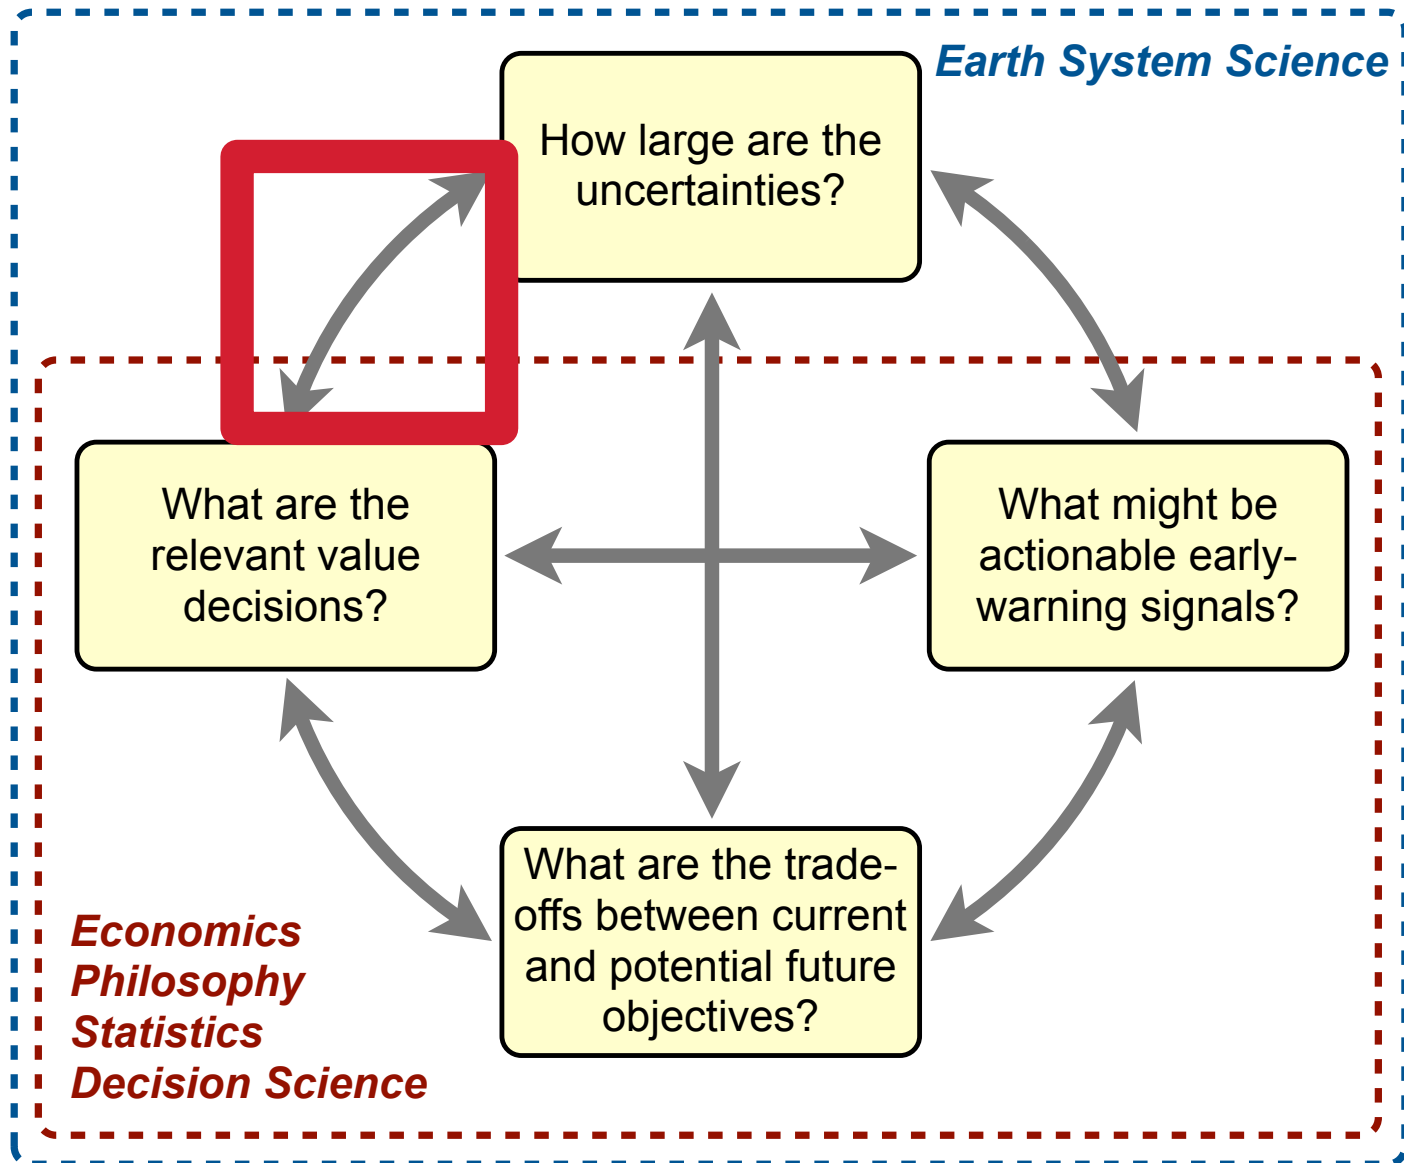 Earth System Science
How large are the
uncertainties?
What are the
relevant value
decisions?
What might be
actionable early-
warning signals?
What are the trade-
offs between current
and potential future
objectives?
Economics
Philosophy
Statistics
Decision Science